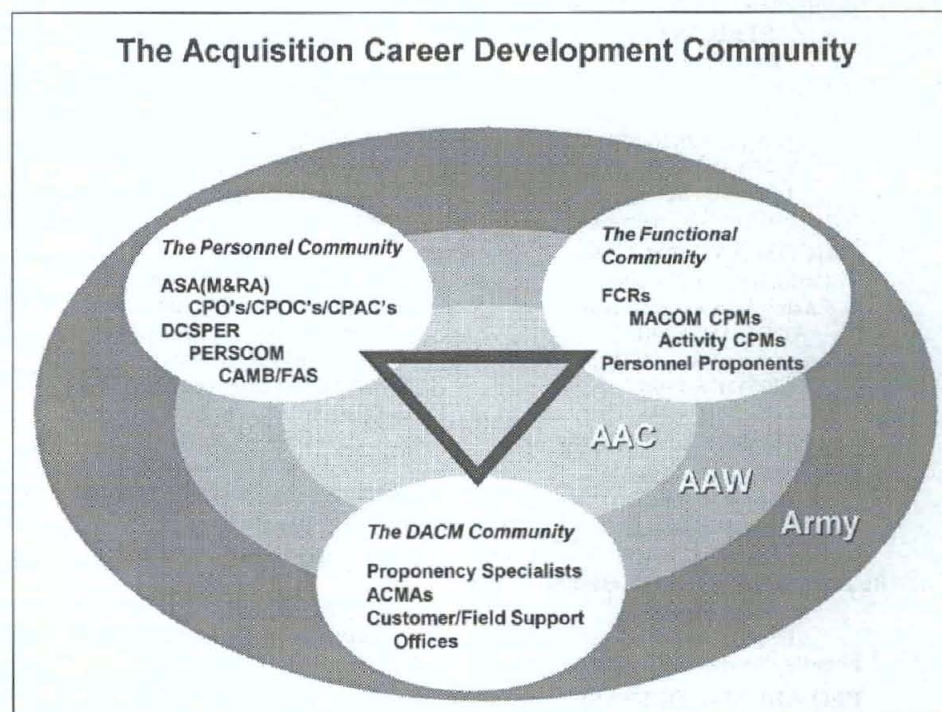 The Acquisition Career Development Community
The Personnel Community
ASA(M&RA)
CPO's/CPOC's/CPAC's
DCSPER
PERSCOM
CAMB/FAS
The Functional
Community
FCRs
MACOM CPMs
Activity CPMs
Personnel Proponents
AAC
AAW
Army
The DACM Community
Proponency Specialists
ACMAs
Customer/Field Support
Offices